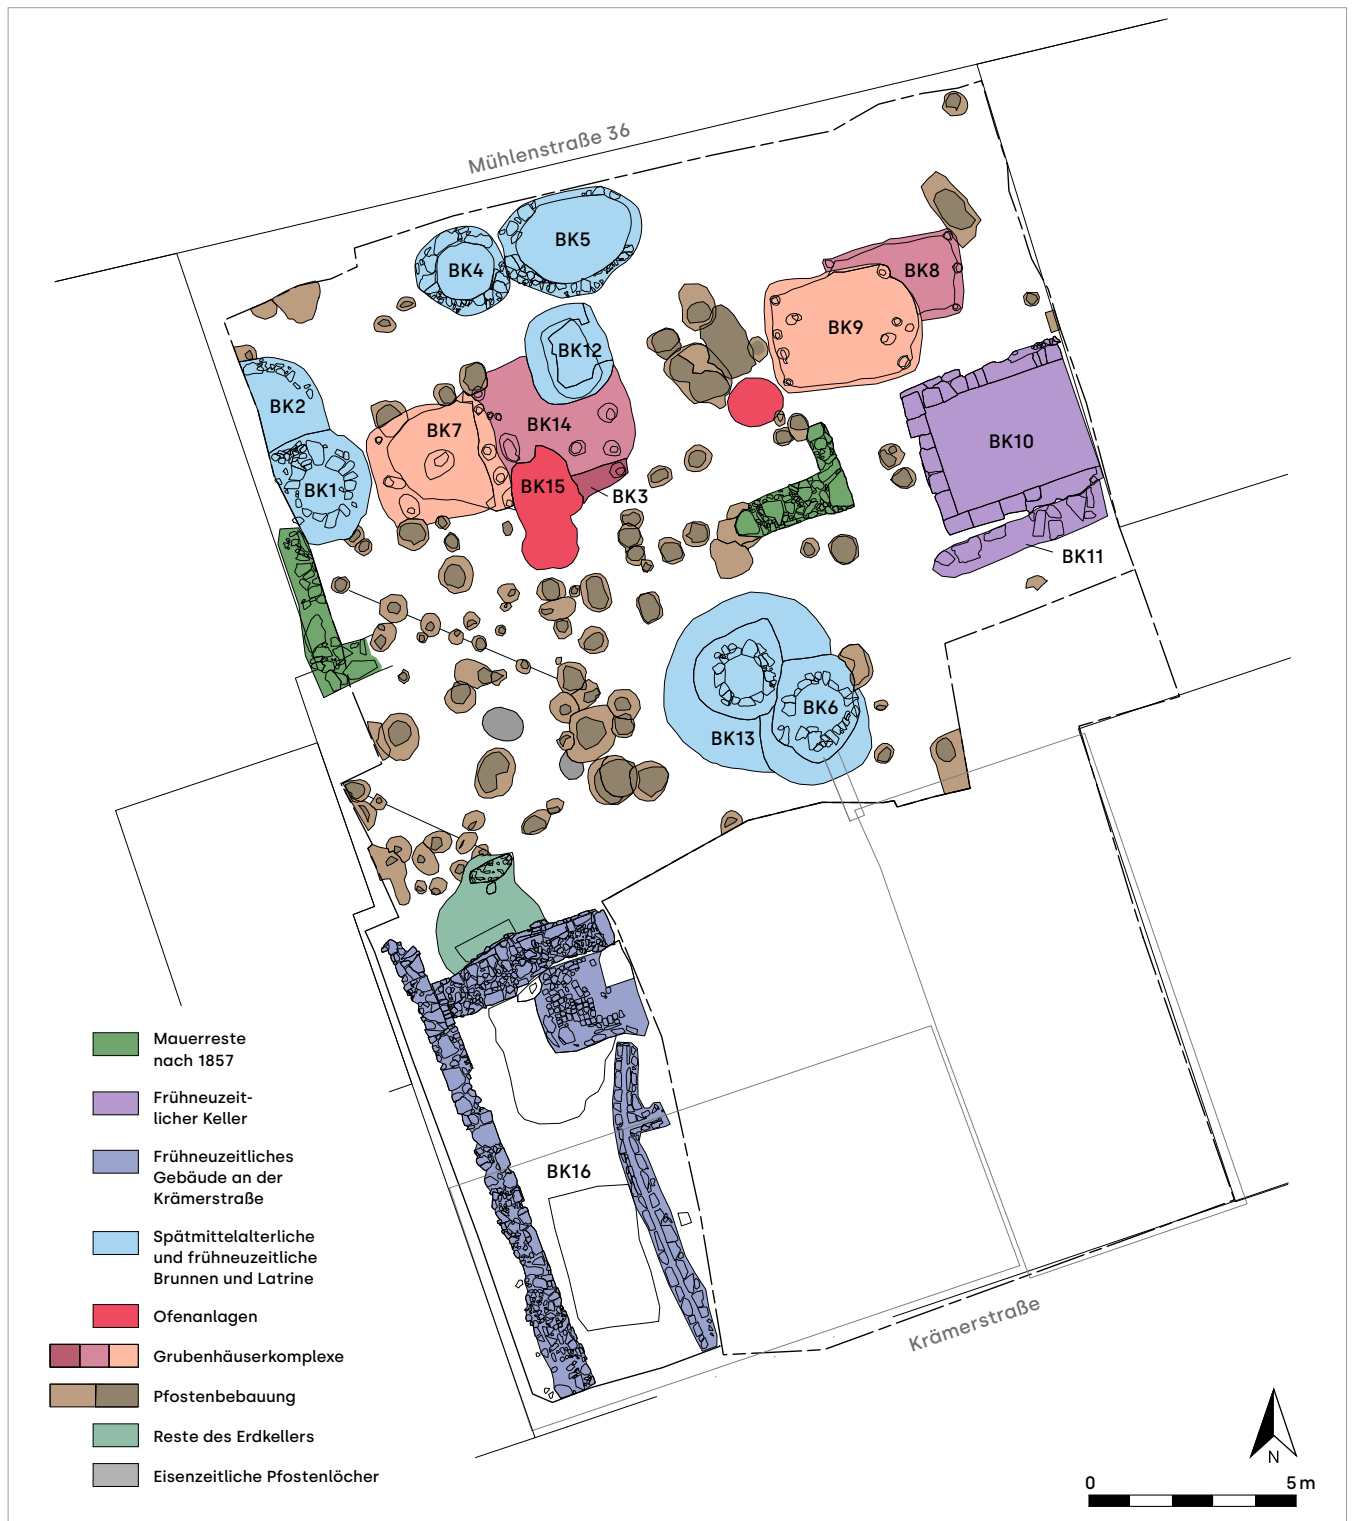 Mühlenstraße 36
BK5
BK4
BK8
BK9
BK12
BK2
BK14
BK7
BK10
BK15
BK1
BK3
BK11
BK6
BK13
BK16
Mauerreste
nach 1857
Frühneuzeit-
licher Keller
Frühneuzeitliches
Gebäude an der
Krämerstraße
Spätmittelalterliche
und frühneuzeitliche
Brunnen und Latrine
Ofenanlagen
Grubenhäuserkomplexe
Pfostenbebauung
Reste des Erdkellers
Eisenzeitliche Pfostenlöcher
Krämerstraße
N
0 5 m